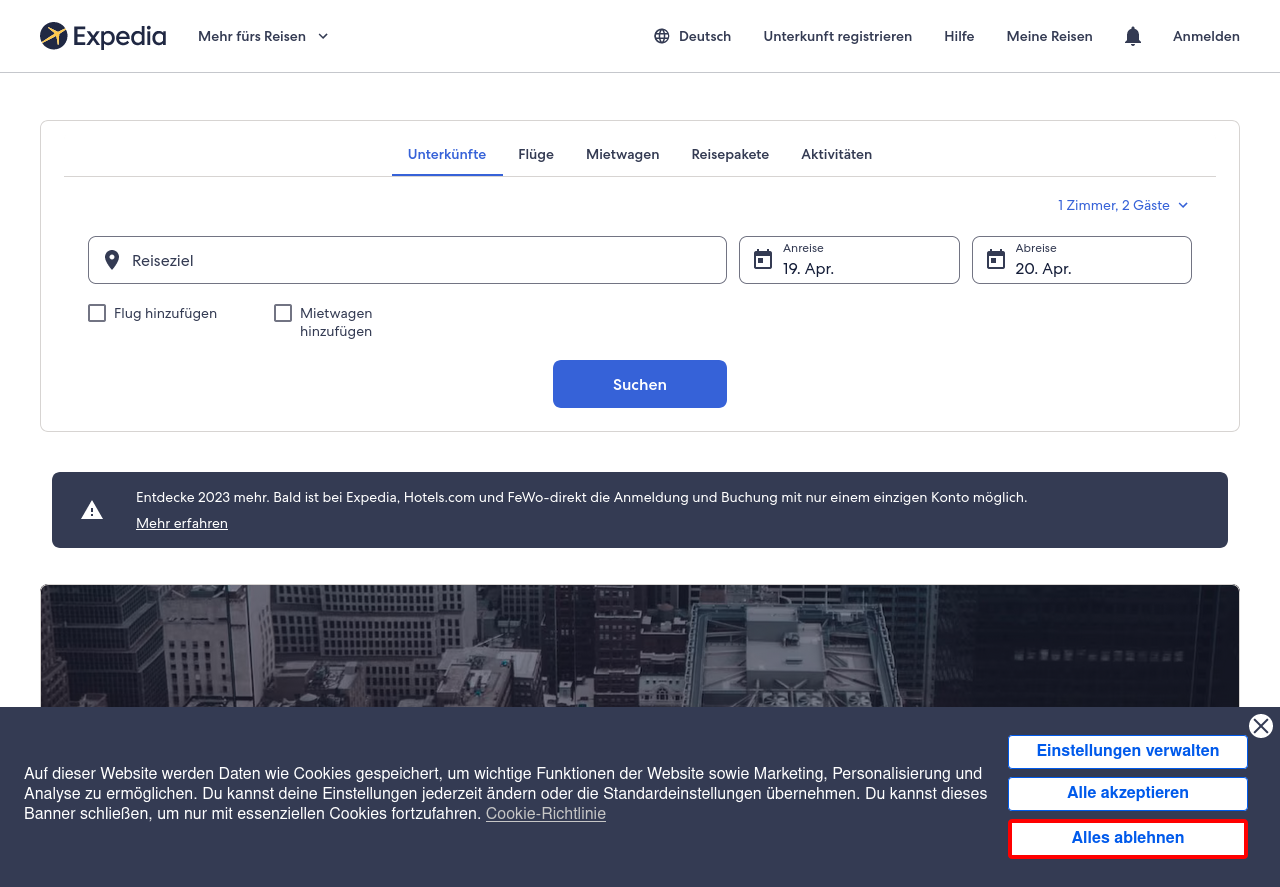 Expedia
Mehr fürs Reisen
Deutsch
Unterkunft registrieren
Hilfe
Meine Reisen
Anmelden
Unterkünfte
Flüge
Mietwagen
Reisepakete
Aktivitäten
1 Zimmer, 2 Gäste
Reiseziel
Anreise
19. Apr.
Abreise
20. Apr.
Flug hinzufügen
Mietwagen
hinzufügen
Suchen
Entdecke 2023 mehr. Bald ist bei Expedia, Hotels.com und FeWo-direkt die Anmeldung und Buchung mit nur einem einzigen Konto möglich.
Mehr erfahren
Auf dieser Website werden Daten wie Cookies gespeichert, um wichtige Funktionen der Website sowie Marketing, Personalisierung und
Analyse zu ermöglichen. Du kannst deine Einstellungen jederzeit ändern oder die Standardeinstellungen übernehmen. Du kannst dieses
Banner schließen, um nur mit essenziellen Cookies fortzufahren. Cookie-Richtlinie
Einstellungen verwalten
Alle akzeptieren
Alles ablehnen